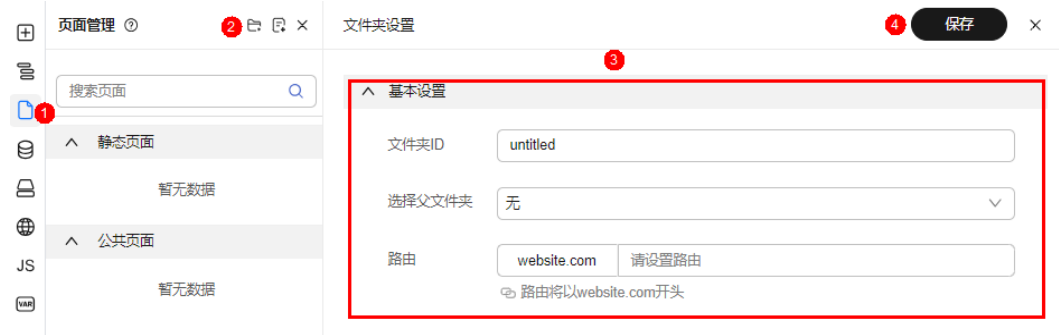 页面管理
2
文件夹设置
4
保存
3
搜索页面
基本设置
1
静态页面
文件夹ID
untitled
暂无数据
选择父文件夹
无
公共页面
路由
website.com
请设置路由
JS
暂无数据
路由将以website.com开头
VAR